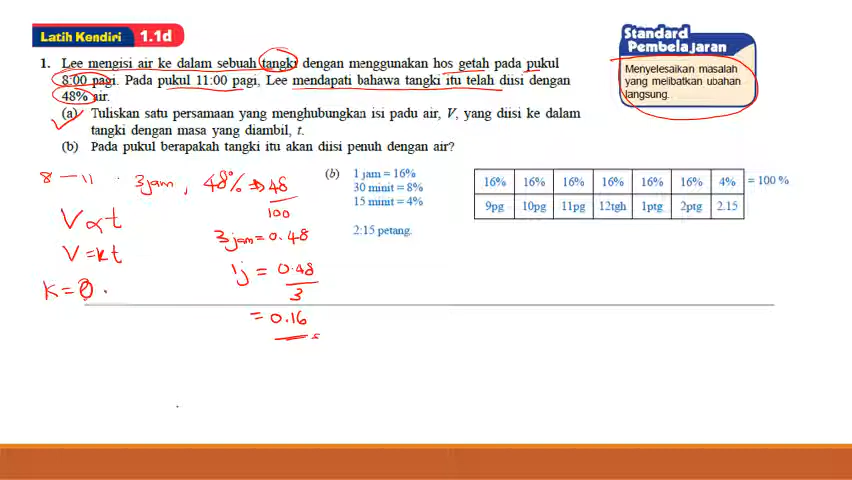 Latih Kendiri 1.1d
Standard
Pembelajaran
Menyelesaikan masalah
yang melibatkan ubahan
langsung.
1. Lee mengisi air ke dalam sebuah tangki dengan menggunakan hos getah pada pukul
8:00 pagi. Pada pukul 11:00 pagi, Lee mendapati bahawa tangki itu telah diisi dengan
48% air.
(a) Tuliskan satu persamaan yang menghubungkan isi padu air, V, yang diisi ke dalam
tangki dengan masa yang diambil, t.
(b) Pada pukul berapakah tangki itu akan diisi penuh dengan air?
8 — 11 . 3 jam, 48% ⇒ 48
100
V ∝ t
V = kt
k = 0.
3 jam = 0.48
1j = 0.48
3
= 0.16
(b) 1 jam = 16%
30 minit = 8%
15 minit = 4%
2:15 petang.
16% 16% 16% 16% 16% 16% 4% = 100 %
9pg 10pg 11pg 12tgh 1ptg 2ptg 2.15